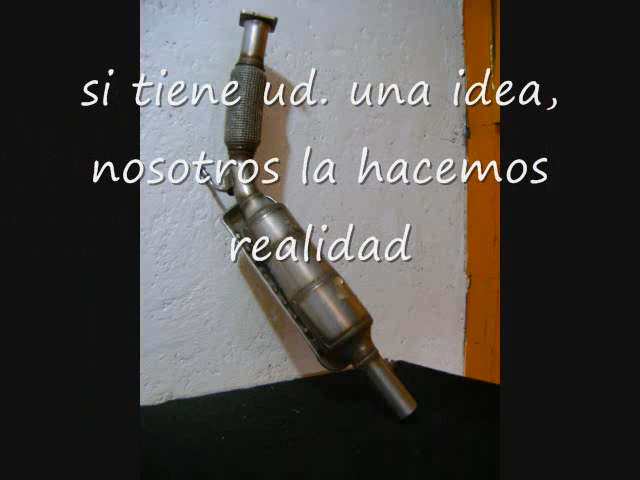 si tiene ud. una idea,
nosotros la hacemos
realidad